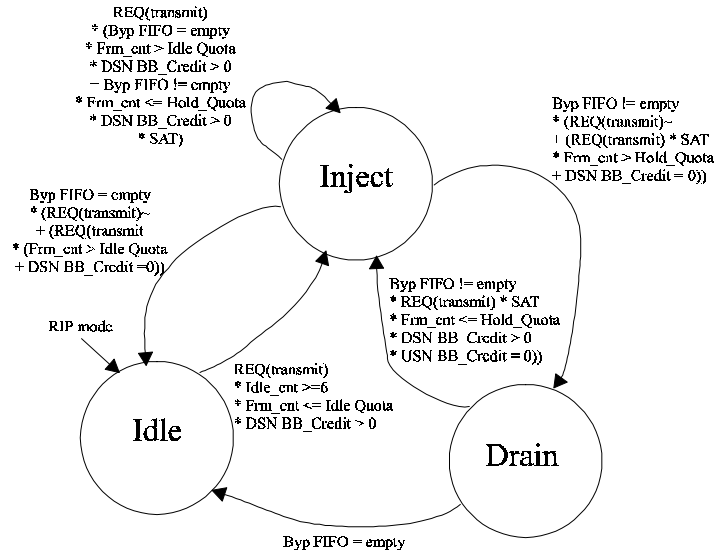 REQ(transmit)
* (Byp FIFO = empty
* Frm_cnt > Idle Quota
* DSN BB_Credit > 0
+ Byp FIFO != empty
* Frm_cnt <= Hold_Quota
* DSN BB_Credit > 0
* SAT)
Inject
Byp FIFO != empty
* (REQ(transmit)~
+ (REQ(transmit) * SAT
* Frm_cnt > Hold_Quota
+ DSN BB_Credit = 0))
Byp FIFO = empty
* (REQ(transmit)~
+ (REQ(transmit
* (Frm_cnt > Idle Quota
+ DSN BB_Credit =0))
Byp FIFO != empty
* REQ(transmit) * SAT
* Frm_cnt <= Hold_Quota
* DSN BB_Credit > 0
* USN BB_Credit = 0))
RIP mode
REQ(transmit)
* Idle_cnt >=6
* Frm_cnt <= Idle Quota
* DSN BB_Credit > 0
Idle
Drain
Byp FIFO = empty